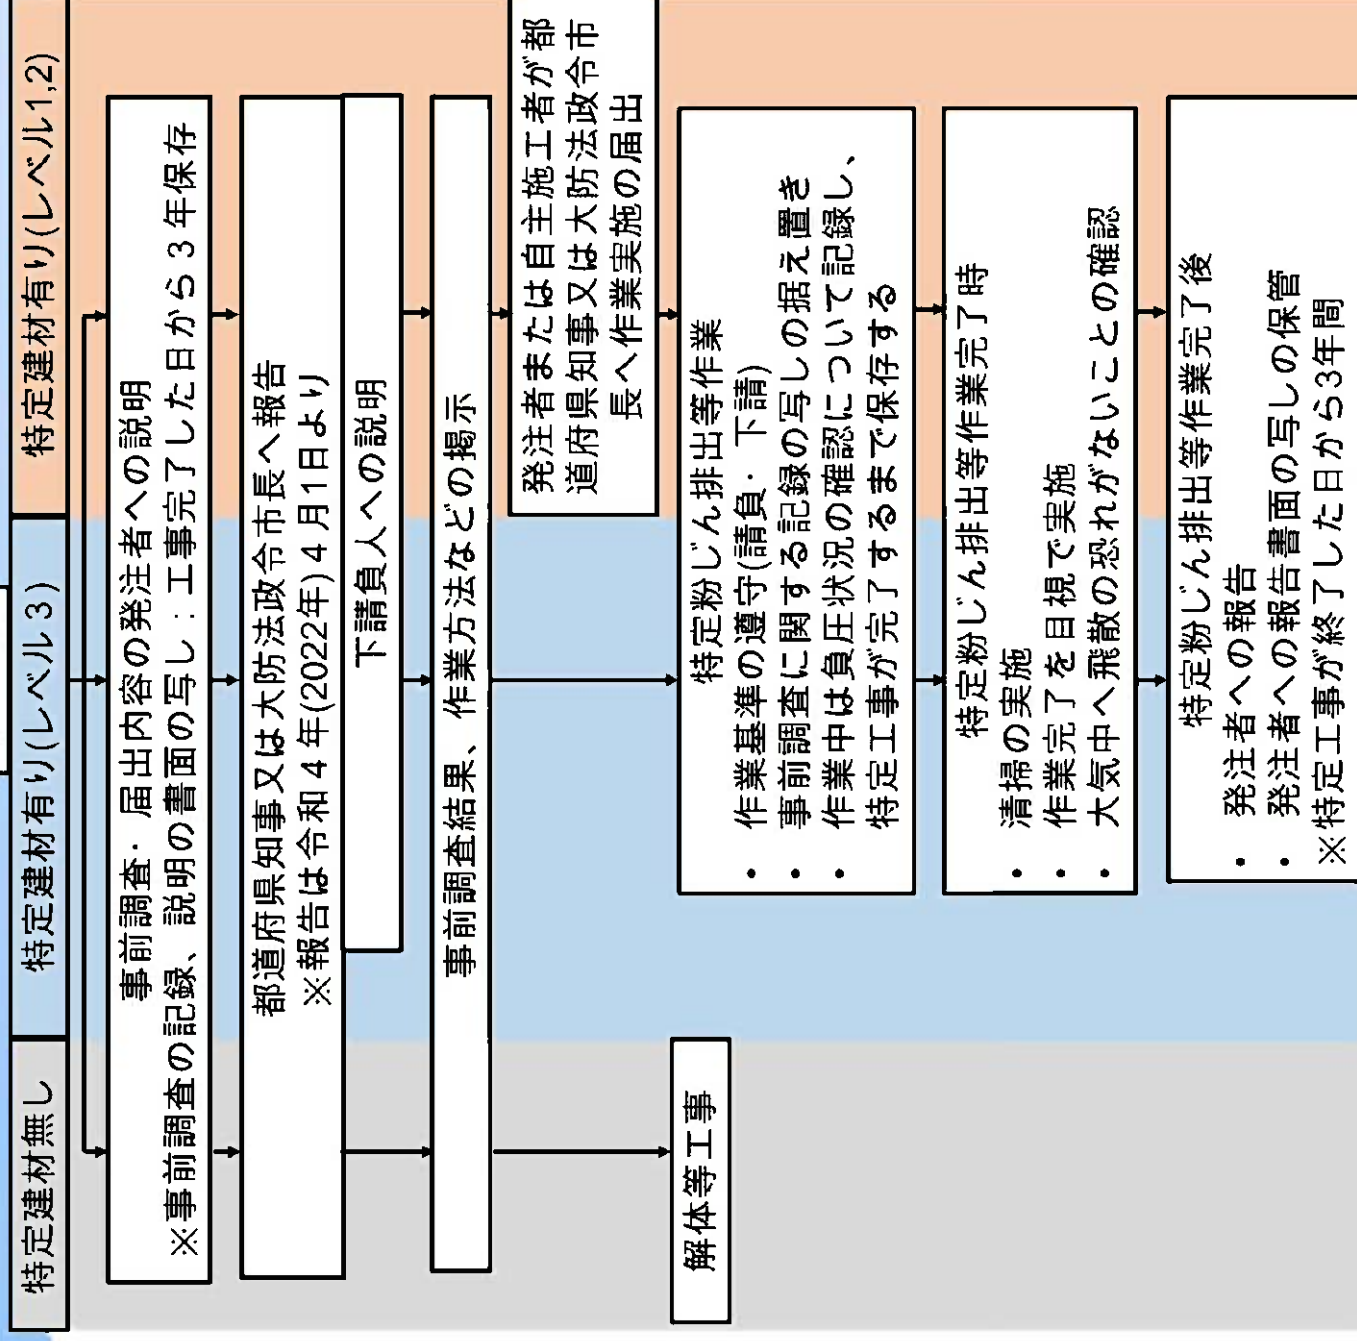 特定建材無し
特定建材有り(レベル3)
特定建材有り(レベル1,2)
事前調査・届出内容の発注者への説明
※事前調査の記録、説明の書面の写し:工事完了した日から3年保存
都道府県知事又は大防法政令市長へ報告
※報告は令和4年(2022年)4月1日より
下請負人への説明
事前調査結果、作業方法などの掲示
発注者または自主施工者が都
道府県知事又は大防法政令市
長へ作業実施の届出
解体等工事
特定粉じん排出等作業
・ 作業基準の遵守(請負・下請)
・ 事前調査に関する記録の写しの据え置き
・ 作業中は負圧状況の確認について記録し、
特定工事が完了するまで保存する
特定粉じん排出等作業完了時
・ 清掃の実施
・ 作業完了を目視で実施
・ 大気中へ飛散の恐れがないことの確認
特定粉じん排出等作業完了後
・ 発注者への報告
・ 発注者への報告書面の写しの保管
※特定工事が終了した日から3年間